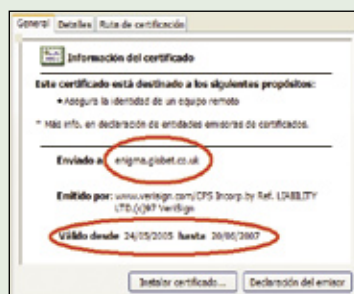 General Detalles Ruta de certificación
Información del certificado
Este certificado está destinado a los siguientes propósitos:
• Asegura la identidad de un equipo remoto
* Más info. en declaración de entidades emisoras de certificados.
Enviado a enigma.globet.co.uk
Emitido por: www.verisign.com/CPS Incorp.by Ref. LIABILITY
LTD.(c)97 VeriSign
Válido desde 24/05/2005 hasta 20/06/2007
Instalar certificado... Declaración del emisor